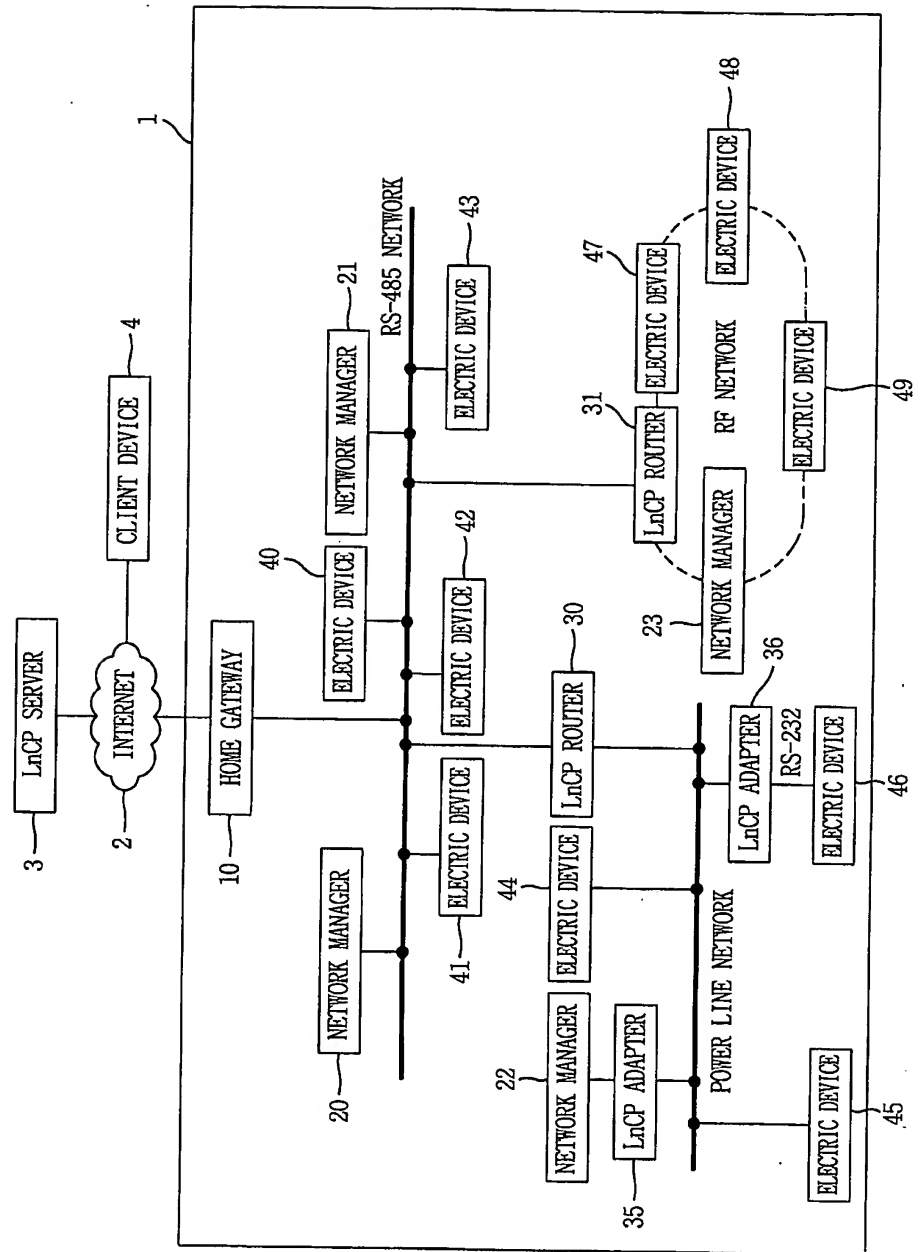 3
LnCP SERVER
2
INTERNET
CLIENT DEVICE
4
1
10
HOME GATEWAY
20
NETWORK MANAGER
40
ELECTRIC DEVICE
NETWORK MANAGER
21
RS-485 NETWORK
41
ELECTRIC DEVICE
ELECTRIC DEVICE
42
ELECTRIC DEVICE
43
22
NETWORK MANAGER
35
LnCP ADAPTER
44
ELECTRIC DEVICE
LnCP ROUTER
30
POWER LINE NETWORK
ELECTRIC DEVICE
45
LnCP ADAPTER
36
RS-232
ELECTRIC DEVICE
46
23
NETWORK MANAGER
LnCP ROUTER
31
ELECTRIC DEVICE
47
RF NETWORK
ELECTRIC DEVICE
48
ELECTRIC DEVICE
49